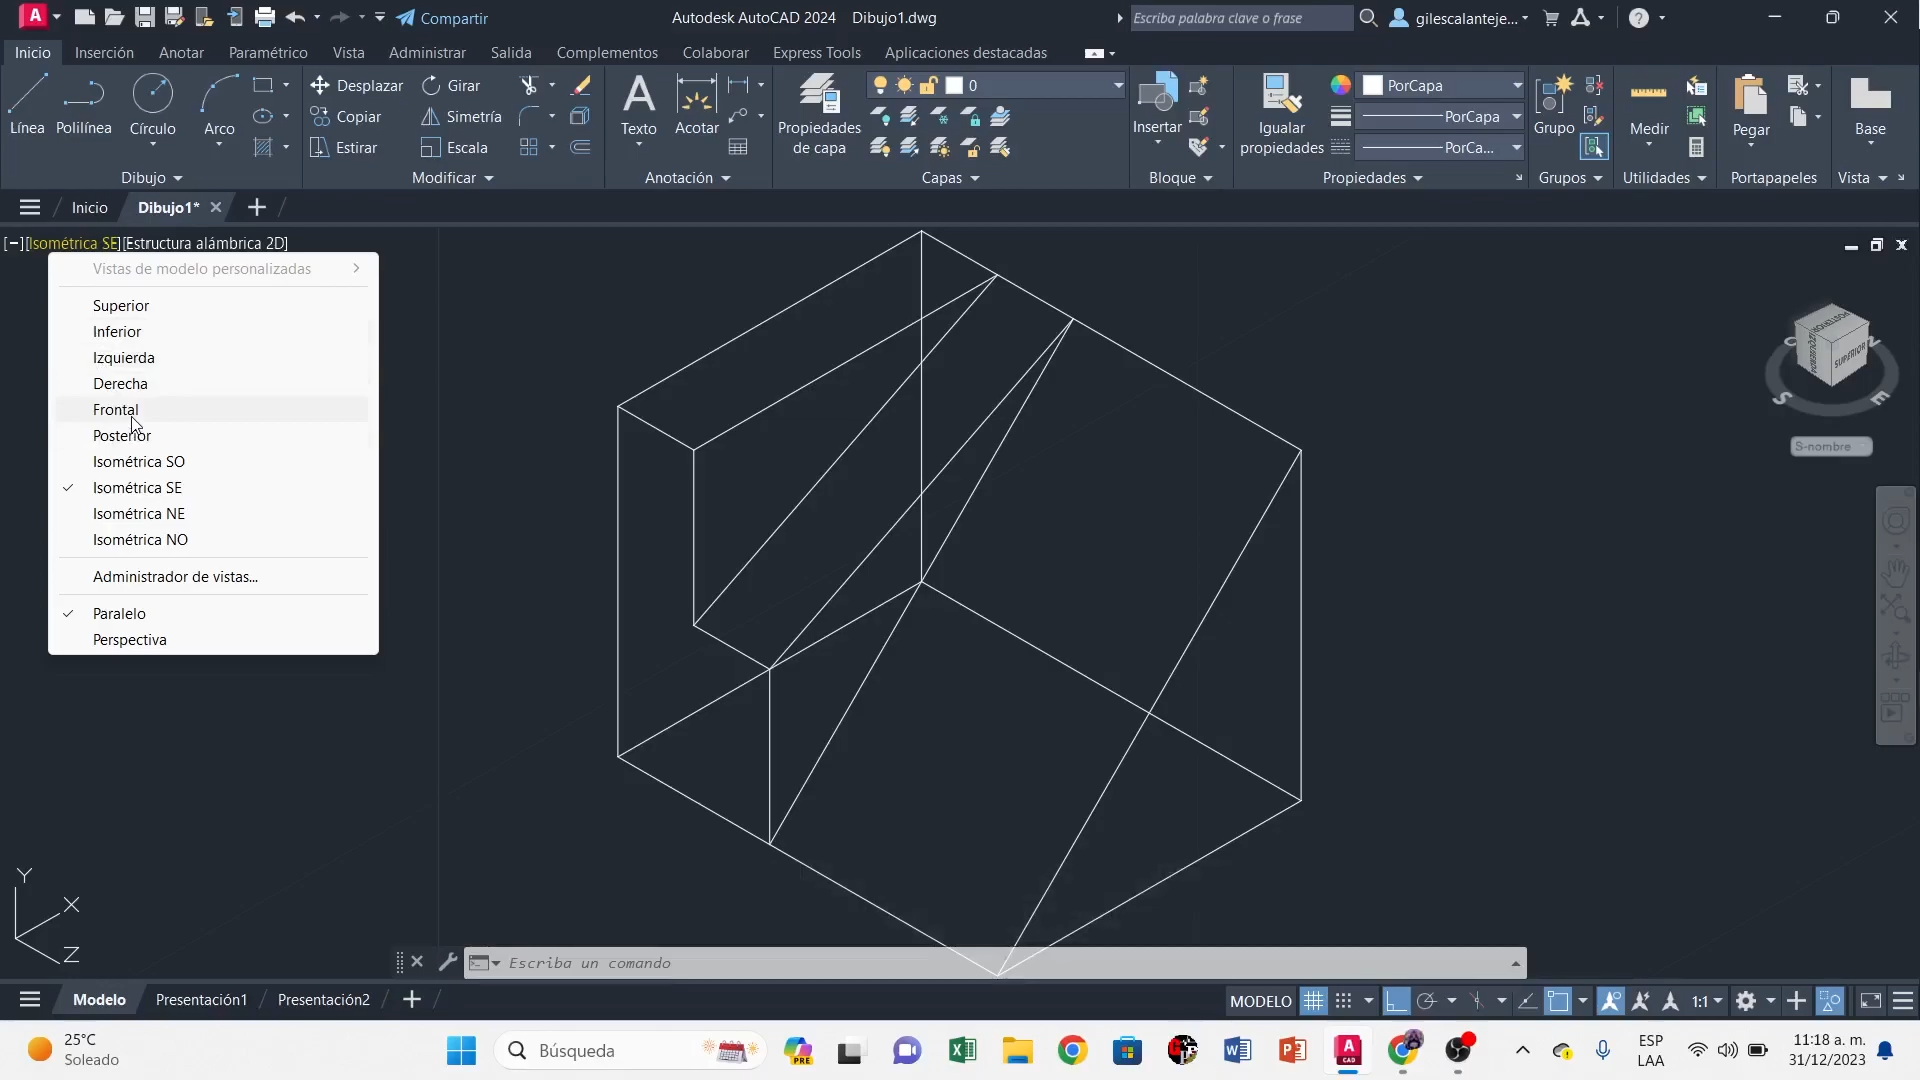 Compartir
Autodesk AutoCAD 2024 Dibujo1.dwg
Escriba palabra clave o frase
gilescalanteje...
Inicio Inserción Anotar Paramétrico Vista Administrar Salida Complementos Colaborar Express Tools Aplicaciones destacadas
Línea Polilínea Círculo Arco
Desplazar Girar
Copiar Simetría
Estirar Escala
Texto Acotar
Propiedades de capa
0
Insertar
Igualar propiedades
PorCapa
PorCapa
PorCa...
Grupo
Medir
Pegar
Base
Dibujo Modificar Anotación Capas Bloque Propiedades Grupos Utilidades Portapapeles Vista
Inicio Dibujo1*
[−][Isométrica SE][Estructura alámbrica 2D]
Vistas de modelo personalizadas
Superior
Inferior
Izquierda
Derecha
Frontal
Posterior
Isométrica SO
Isométrica SE
Isométrica NE
Isométrica NO
Administrador de vistas...
Paralelo
Perspectiva
POSTERIOR
SUPERIOR
S E
S-nombre
Y
X
Z
Escriba un comando
Modelo Presentación1 Presentación2
MODELO
1:1
25°C
Soleado
Búsqueda
PRE
ESP
LAA
11:18 a. m.
31/12/2023